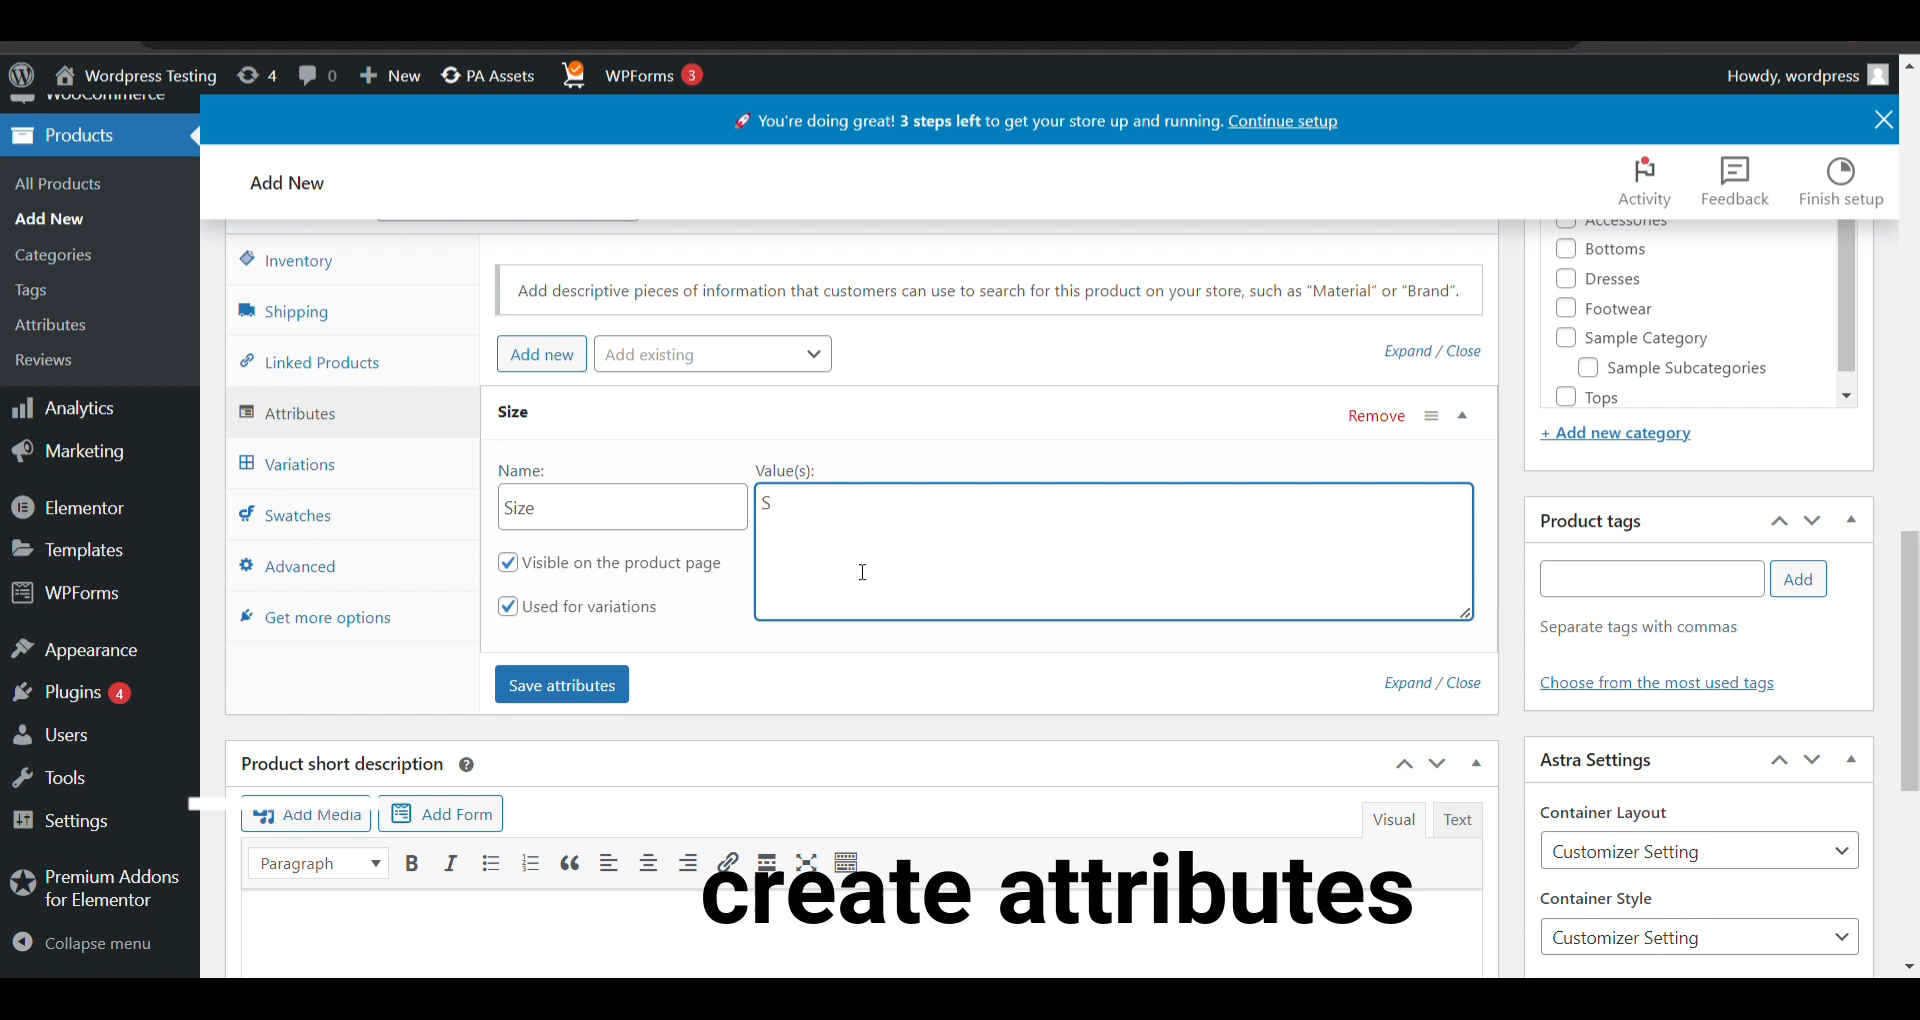 Wordpress Testing 4 0 New PA Assets WPForms 3 Howdy, wordpress
WooCommerce
Products
All Products
Add New
Categories
Tags
Attributes
Reviews
Analytics
Marketing
Elementor
Templates
WPForms
Appearance
Plugins 4
Users
Tools
Settings
Premium Addons
for Elementor
Collapse menu
You're doing great! 3 steps left to get your store up and running. Continue setup
Add New
Activity
Feedback
Finish setup
Inventory
Shipping
Linked Products
Attributes
Variations
Swatches
Advanced
Get more options
Add descriptive pieces of information that customers can use to search for this product on your store, such as "Material" or "Brand".
Add new Add existing Expand / Close
Size Remove
Name: Value(s):
Size S
Visible on the product page
Used for variations
Save attributes Expand / Close
Product short description
Add Media Add Form Visual Text
Paragraph
create attributes
Accessories
Bottoms
Dresses
Footwear
Sample Category
Sample Subcategories
Tops
+ Add new category
Product tags
Add
Separate tags with commas
Choose from the most used tags
Astra Settings
Container Layout
Customizer Setting
Container Style
Customizer Setting